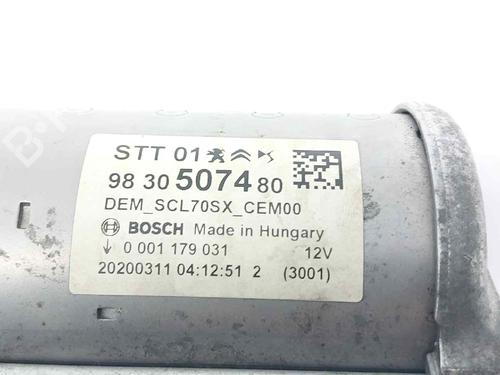 STT 01
98 30 5074 80
DEM_SCL70SX_CEM00
BOSCH Made in Hungary
0 001 179 031 12V
20200311 04:12:51 2 (3001)